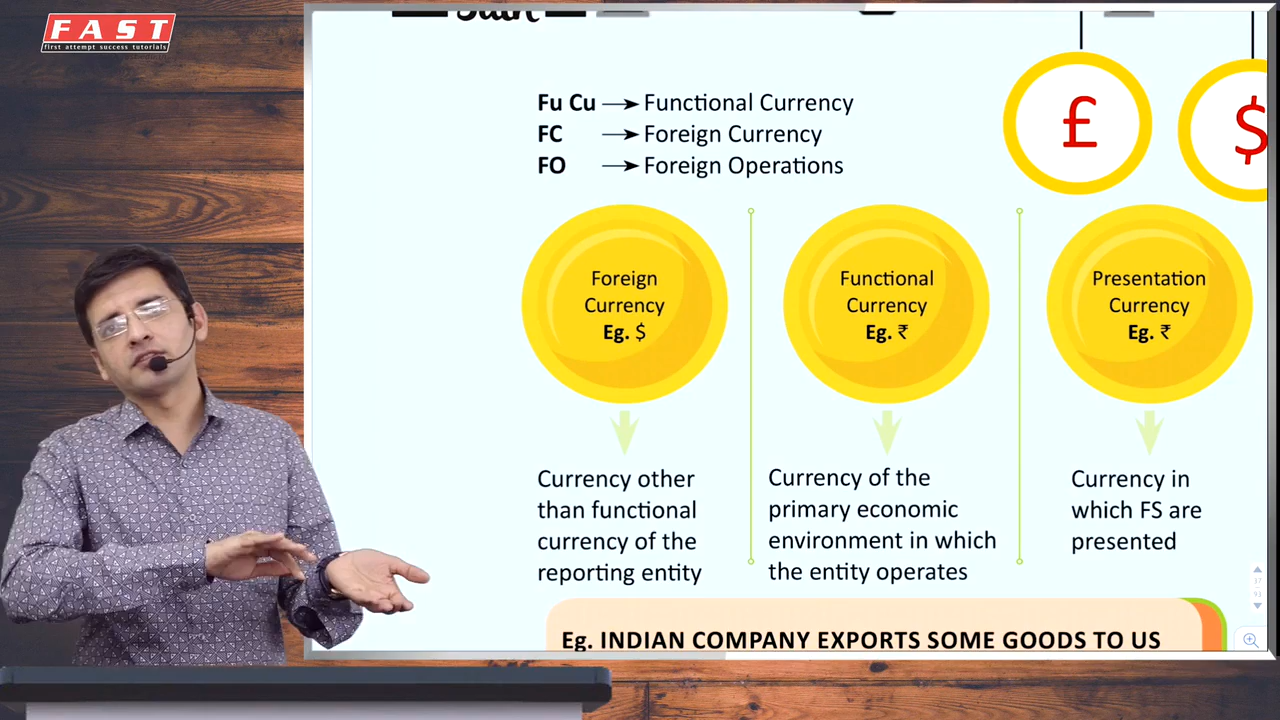 FAST
first attempt success tutorials
Fu Cu → Functional Currency
FC → Foreign Currency
FO → Foreign Operations
£
$
Foreign
Currency
Eg. $
Functional
Currency
Eg. ₹
Presentation
Currency
Eg. ₹
Currency other
than functional
currency of the
reporting entity
Currency of the
primary economic
environment in which
the entity operates
Currency in
which FS are
presented
Eg. INDIAN COMPANY EXPORTS SOME GOODS TO US
37
93